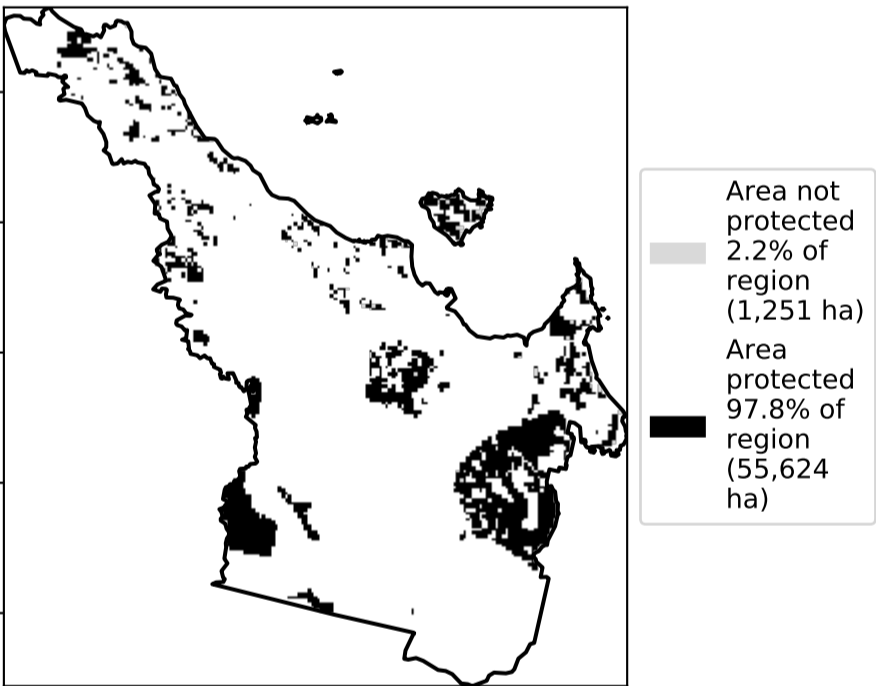 Area not
protected
2.2% of
region
(1,251 ha)
Area
protected
97.8% of
region
(55,624
ha)